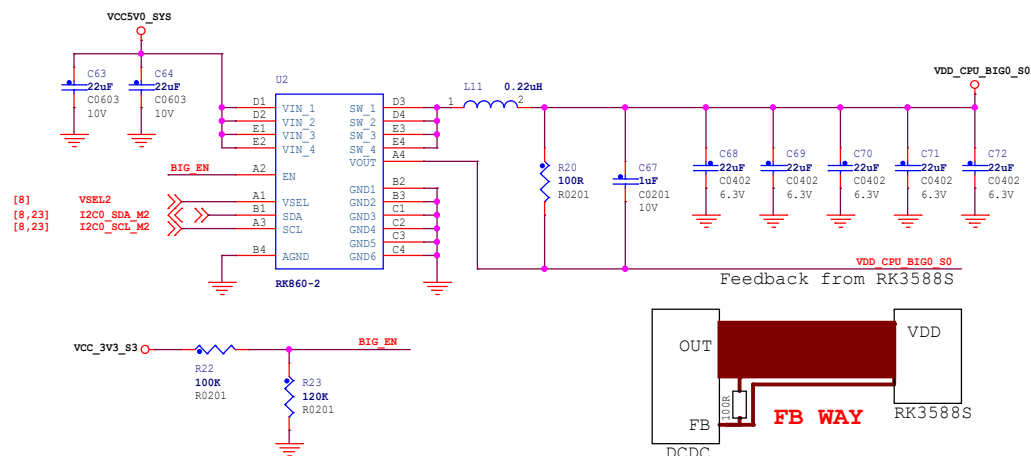 VCC5V0_SYS
C63
22uF
C0603
10V
C64
22uF
C0603
10V
U2
D1 VIN_1 SW_1 D3
D2 VIN_2 SW_2 D4
E1 VIN_3 SW_3 E3
E2 VIN_4 SW_4 E4
VOUT A4
BIG_EN A2 EN
GND1 B2
[8] VSEL2 A1 VSEL GND2 B3
[8,23] I2C0_SDA_M2 B1 SDA GND3 C1
[8,23] I2C0_SCL_M2 A3 SCL GND4 C2
GND5 C3
B4 AGND GND6 C4
RK860-2
L11 0.22uH
1 2
VDD_CPU_BIG0_S0
R20
100R
R0201
C67
1uF
C0201
10V
C68
22uF
C0402
6.3V
C69
22uF
C0402
6.3V
C70
22uF
C0402
6.3V
C71
22uF
C0402
6.3V
C72
22uF
C0402
6.3V
VDD_CPU_BIG0_S0
Feedback from RK3588S
VCC_3V3_S3
BIG_EN
R22
100K
R0201
R23
120K
R0201
OUT
VDD
100R
FB
FB WAY
RK3588S
DCDC